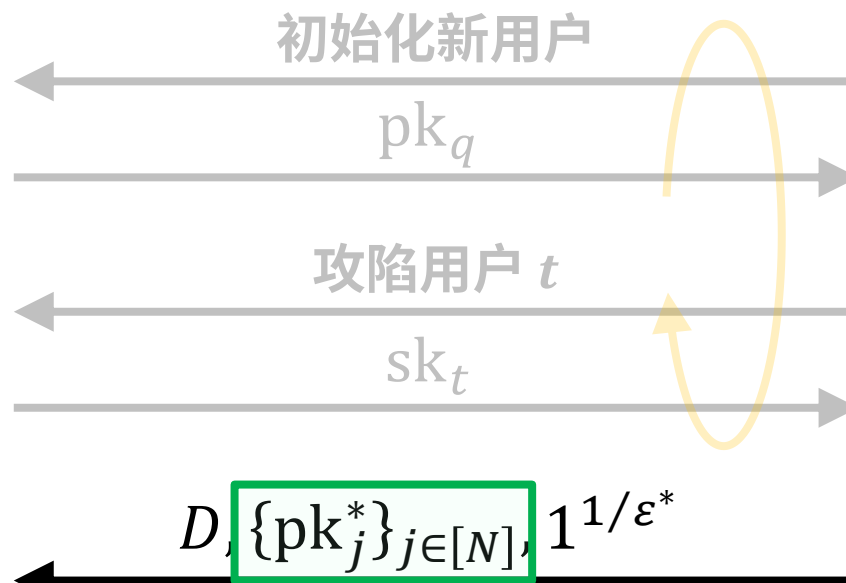 初始化新用户
pk_q
攻陷用户 t
sk_t
D, {pk*_j}_{j∈[N]}, 1^{1/ε*}